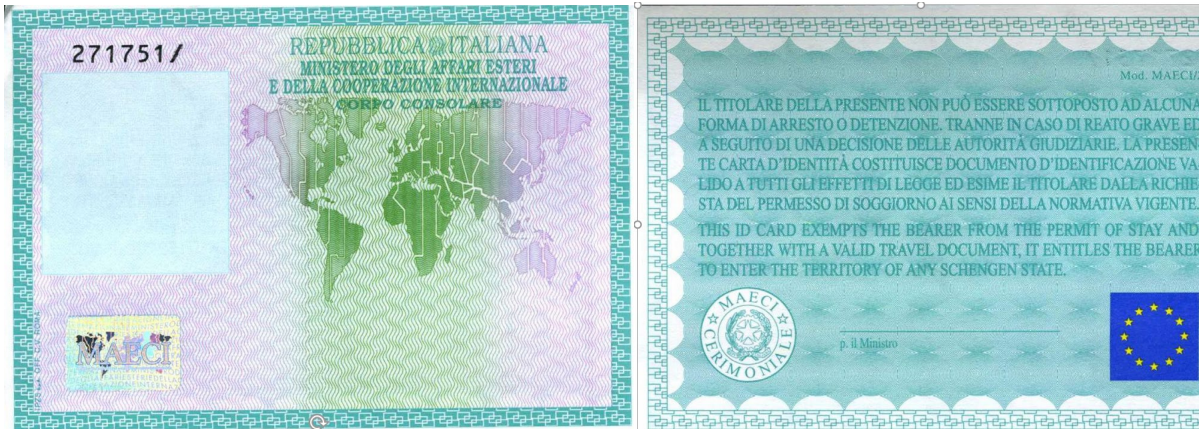 271751/
REPUBBLICA ITALIANA
MINISTERO DEGLI AFFARI ESTERI
E DELLA COOPERAZIONE INTERNAZIONALE
CORPO CONSOLARE
MAECI
Mod. MAECI/
IL TITOLARE DELLA PRESENTE NON PUÒ ESSERE SOTTOPOSTO AD ALCUNA
FORMA DI ARRESTO O DETENZIONE. TRANNE IN CASO DI REATO GRAVE ED
A SEGUITO DI UNA DECISIONE DELLE AUTORITÀ GIUDIZIARIE. LA PRESEN-
TE CARTA D'IDENTITÀ COSTITUISCE DOCUMENTO D'IDENTIFICAZIONE VA-
LIDO A TUTTI GLI EFFETTI DI LEGGE ED ESIME IL TITOLARE DALLA RICHIE-
STA DEL PERMESSO DI SOGGIORNO AI SENSI DELLA NORMATIVA VIGENTE.
THIS ID CARD EXEMPTS THE BEARER FROM THE PERMIT OF STAY AND
TOGETHER WITH A VALID TRAVEL DOCUMENT, IT ENTITLES THE BEARER
TO ENTER THE TERRITORY OF ANY SCHENGEN STATE.
MAECI
CERIMONIALE
p. il Ministro